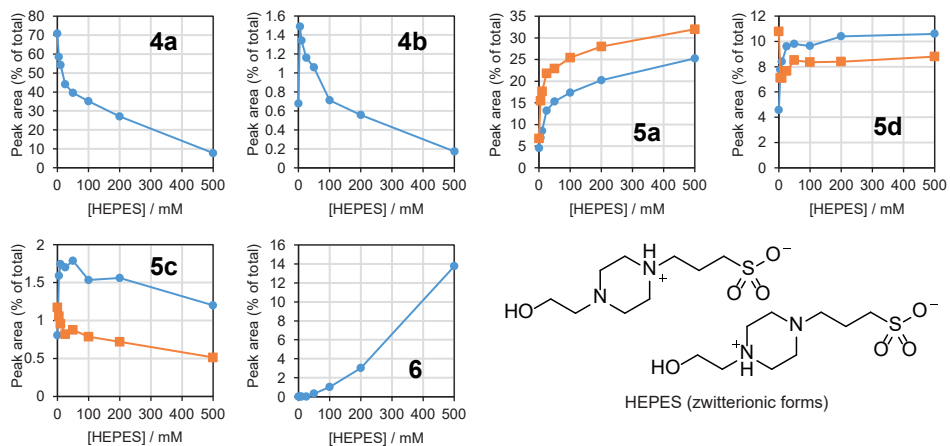 Peak area (% of total)
80
70
60
50
40
30
20
10
0
4a
0 100 200 300 400 500
[HEPES] / mM
Peak area (% of total)
1.6
1.4
1.2
1
0.8
0.6
0.4
0.2
0
4b
0 100 200 300 400 500
[HEPES] / mM
Peak area (% of total)
35
30
25
20
15
10
5
0
5a
0 100 200 300 400 500
[HEPES] / mM
Peak area (% of total)
12
10
8
6
4
2
0
5d
0 100 200 300 400 500
[HEPES] / mM
Peak area (% of total)
2
1.5
1
0.5
0
5c
0 100 200 300 400 500
[HEPES] / mM
Peak area (% of total)
16
14
12
10
8
6
4
2
0
6
0 100 200 300 400 500
[HEPES] / mM
H
N
+
S
O
−
O
O
N
HO
N
S
O
−
O
O
+
N
H
HO
HEPES (zwitterionic forms)